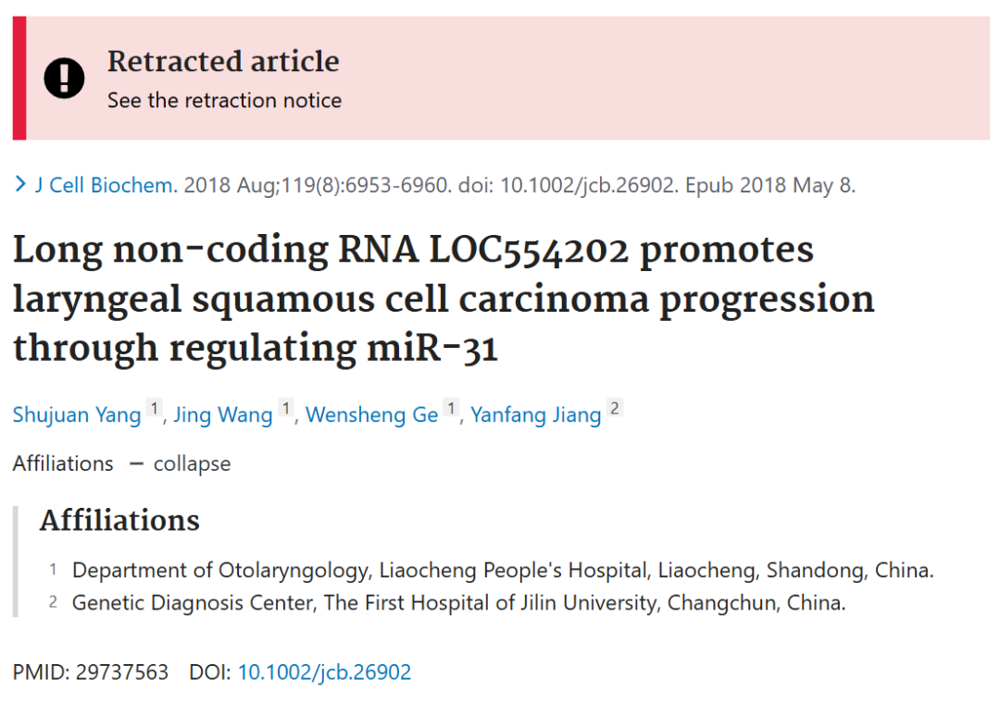 Retracted article
See the retraction notice
J Cell Biochem. 2018 Aug;119(8):6953-6960. doi: 10.1002/jcb.26902. Epub 2018 May 8.
Long non-coding RNA LOC554202 promotes
laryngeal squamous cell carcinoma progression
through regulating miR-31
Shujuan Yang 1, Jing Wang 1, Wensheng Ge 1, Yanfang Jiang 2
Affiliations − collapse
Affiliations
1 Department of Otolaryngology, Liaocheng People's Hospital, Liaocheng, Shandong, China.
2 Genetic Diagnosis Center, The First Hospital of Jilin University, Changchun, China.
PMID: 29737563 DOI: 10.1002/jcb.26902